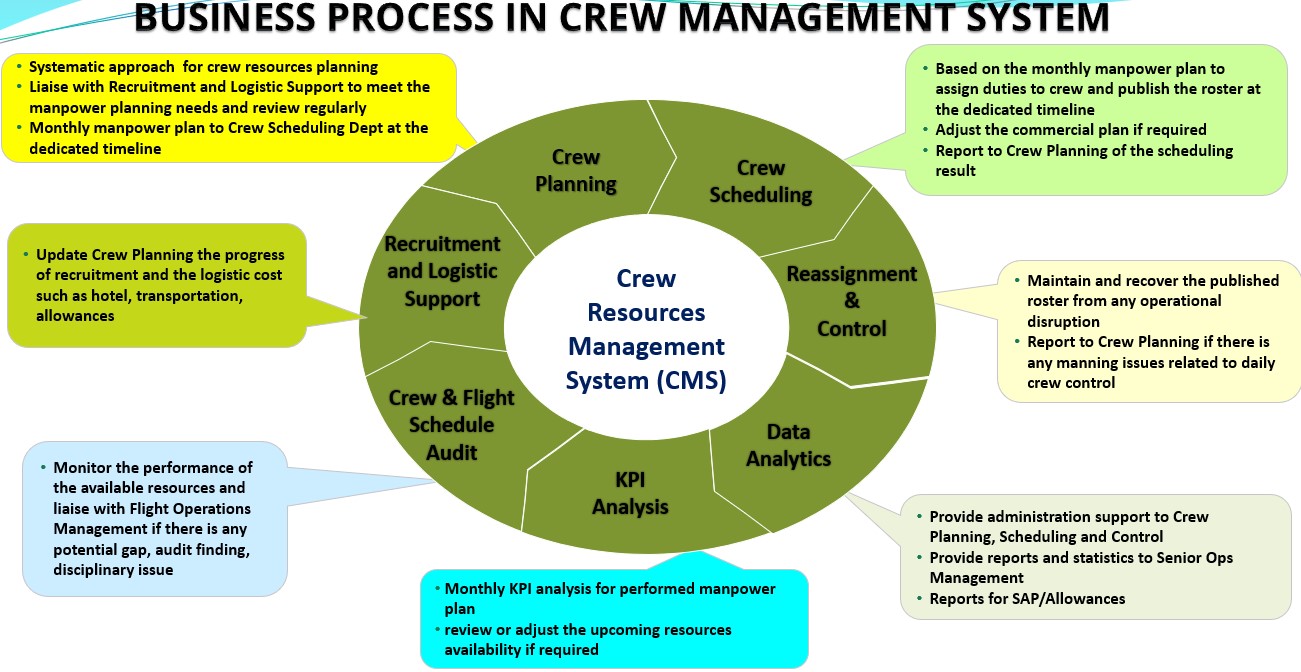 BUSINESS PROCESS IN CREW MANAGEMENT SYSTEM
• Systematic approach for crew resources planning
• Liaise with Recruitment and Logistic Support to meet the
manpower planning needs and review regularly
• Monthly manpower plan to Crew Scheduling Dept at the
dedicated timeline
• Based on the monthly manpower plan to
assign duties to crew and publish the roster at
the dedicated timeline
• Adjust the commercial plan if required
• Report to Crew Planning of the scheduling
result
Crew
Planning
Crew
Scheduling
• Update Crew Planning the progress
of recruitment and the logistic cost
such as hotel, transportation,
allowances
Recruitment
and Logistic
Support
Crew
Resources
Management
System (CMS)
Reassignment
&
Control
• Maintain and recover the published
roster from any operational
disruption
• Report to Crew Planning if there is
any manning issues related to daily
crew control
Crew & Flight
Schedule
Audit
Data
Analytics
KPI
Analysis
• Monitor the performance of
the available resources and
liaise with Flight Operations
Management if there is any
potential gap, audit finding,
disciplinary issue
• Provide administration support to Crew
Planning, Scheduling and Control
• Provide reports and statistics to Senior Ops
Management
• Reports for SAP/Allowances
• Monthly KPI analysis for performed manpower
plan
• review or adjust the upcoming resources
availability if required